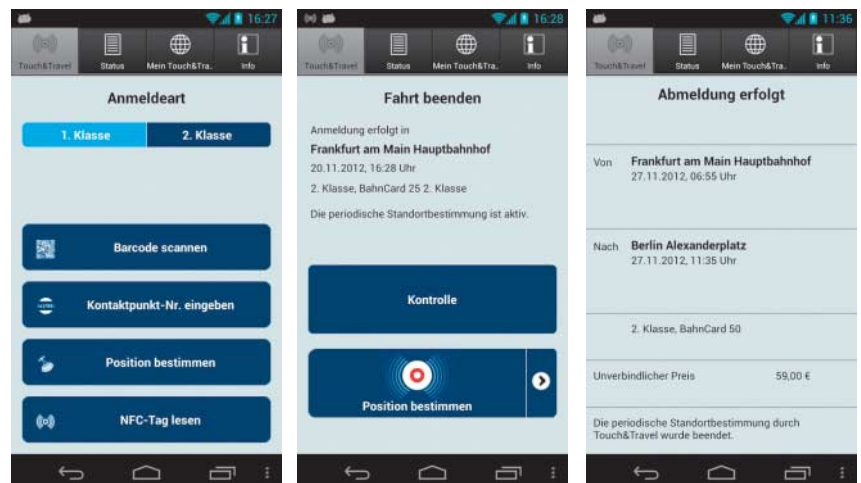 16:27
Touch&Travel
Status
Mein Touch&Tra.
Info
Anmeldeart
1. Klasse
2. Klasse
Barcode scannen
Kontaktpunkt-Nr. eingeben
Position bestimmen
NFC-Tag lesen
16:28
Touch&Travel
Status
Mein Touch&Tra.
Info
Fahrt beenden
Anmeldung erfolgt in
Frankfurt am Main Hauptbahnhof
20.11.2012, 16:28 Uhr
2. Klasse, BahnCard 25 2. Klasse
Die periodische Standortbestimmung ist aktiv.
Kontrolle
Position bestimmen
11:36
Touch&Travel
Status
Mein Touch&Tra.
Info
Abmeldung erfolgt
Von Frankfurt am Main Hauptbahnhof
27.11.2012, 06:55 Uhr
Nach Berlin Alexanderplatz
27.11.2012, 11:35 Uhr
2. Klasse, BahnCard 50
Unverbindlicher Preis 59,00 €
Die periodische Standortbestimmung durch
Touch&Travel wurde beendet.